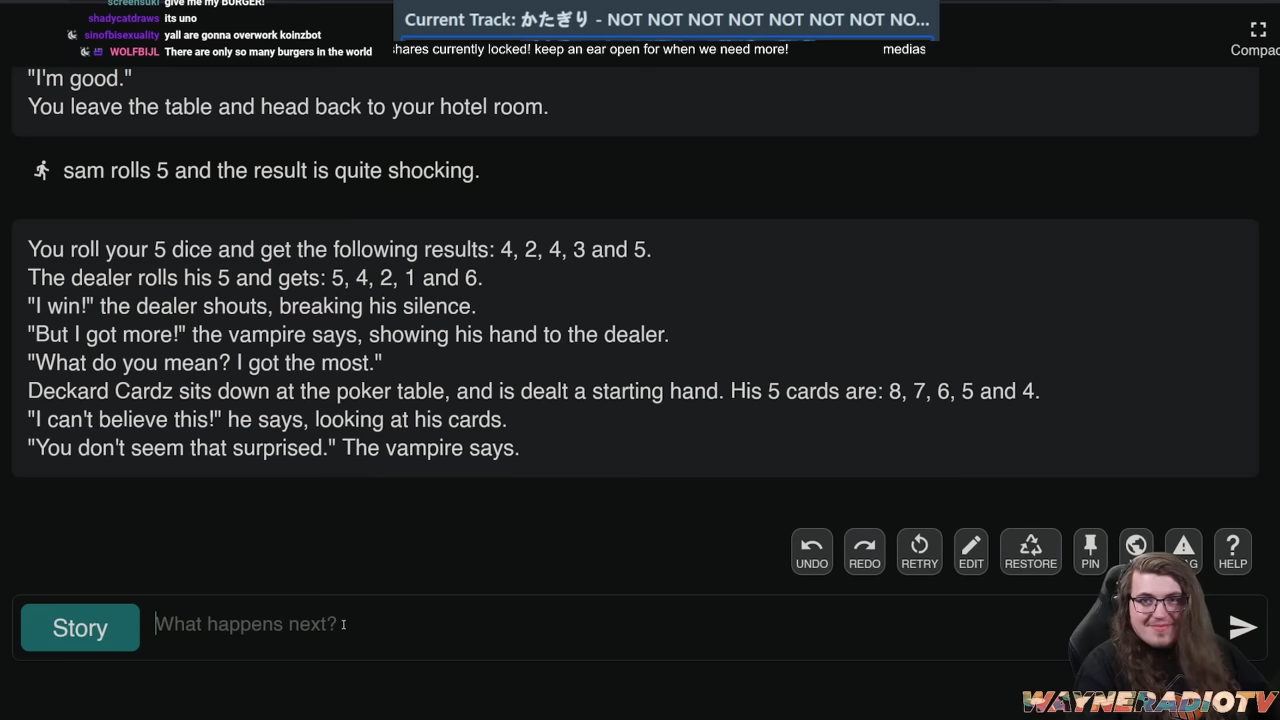 screensuki give me my BURGER!
shadycatdraws its uno
sinofbisexuality yall are gonna overwork koinzbot
WOLFBIJL There are only so many burgers in the world
Current Track: かたぎり - NOT NOT NOT NOT NOT NOT NOT NO...
shares currently locked! keep an ear open for when we need more! medias
Compac
"I'm good."
You leave the table and head back to your hotel room.
sam rolls 5 and the result is quite shocking.
You roll your 5 dice and get the following results: 4, 2, 4, 3 and 5.
The dealer rolls his 5 and gets: 5, 4, 2, 1 and 6.
"I win!" the dealer shouts, breaking his silence.
"But I got more!" the vampire says, showing his hand to the dealer.
"What do you mean? I got the most."
Deckard Cardz sits down at the poker table, and is dealt a starting hand. His 5 cards are: 8, 7, 6, 5 and 4.
"I can't believe this!" he says, looking at his cards.
"You don't seem that surprised." The vampire says.
UNDO REDO RETRY EDIT RESTORE PIN HELP
Story What happens next?
WAYNERADIOTV